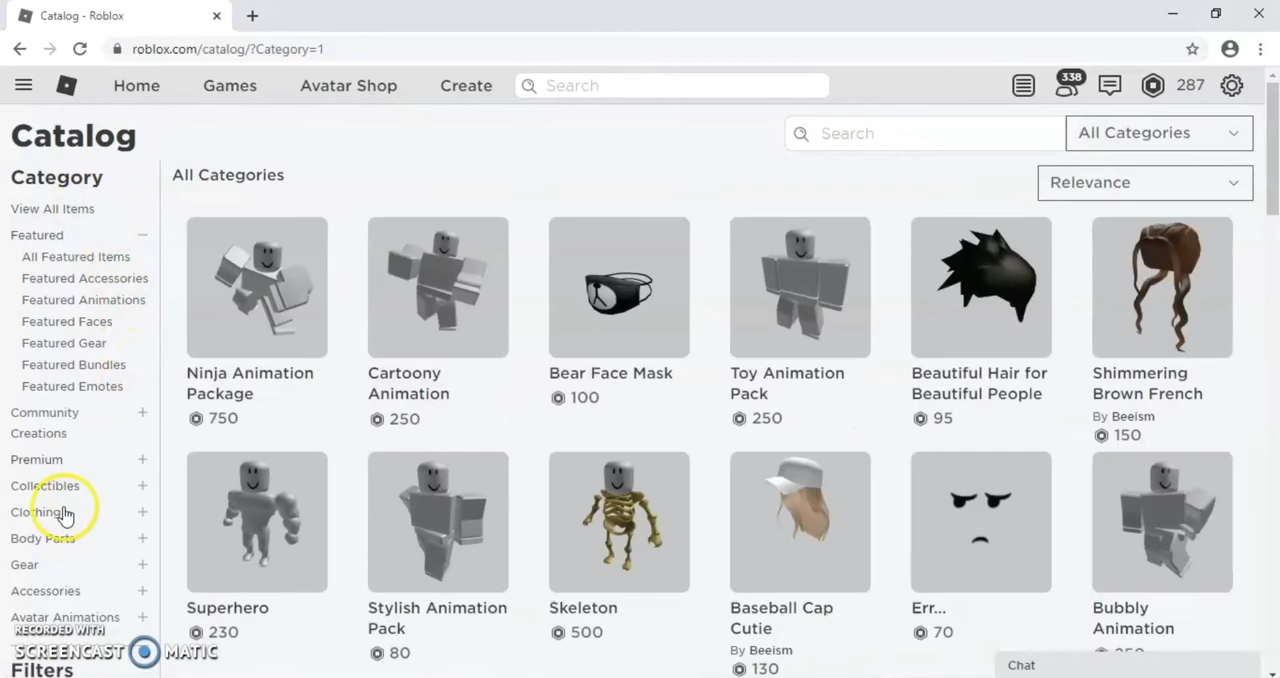 Catalog - Roblox
roblox.com/catalog/?Category=1
Home Games Avatar Shop Create Search 338 287
Catalog
Search All Categories
Category
All Categories
Relevance
View All Items
Featured
All Featured Items
Featured Accessories
Featured Animations
Featured Faces
Featured Gear
Featured Bundles
Featured Emotes
Community
Creations
Premium
Collectibles
Clothing
Body Parts
Gear
Accessories
Avatar Animations
Filters
Ninja Animation
Package
750
Cartoony
Animation
250
Bear Face Mask
100
Toy Animation
Pack
250
Beautiful Hair for
Beautiful People
95
Shimmering
Brown French
By Beeism
150
Superhero
230
Stylish Animation
Pack
80
Skeleton
500
Baseball Cap
Cutie
By Beeism
130
Err...
70
Bubbly
Animation
RECORDED WITH
SCREENCAST MATIC
Chat